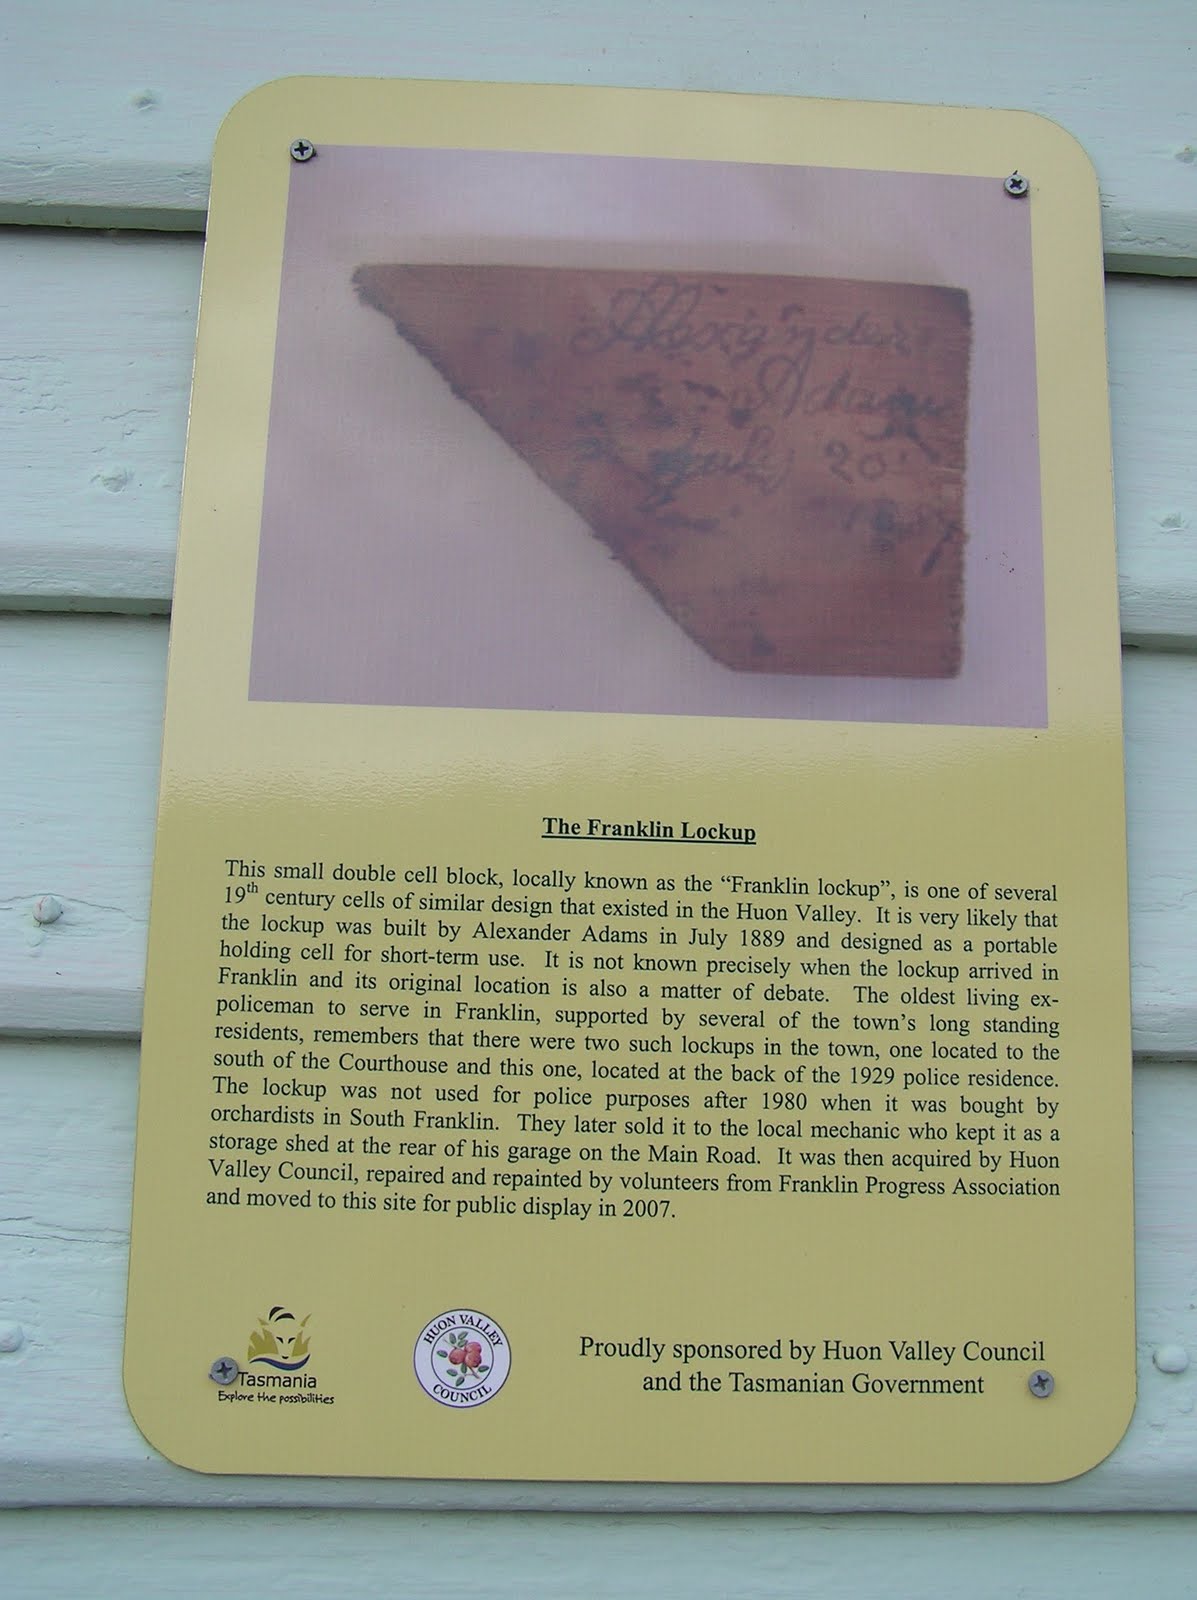 Alexander
Adams
July 20
The Franklin Lockup
This small double cell block, locally known as the “Franklin lockup”, is one of several
19th century cells of similar design that existed in the Huon Valley. It is very likely that
the lockup was built by Alexander Adams in July 1889 and designed as a portable
holding cell for short-term use. It is not known precisely when the lockup arrived in
Franklin and its original location is also a matter of debate. The oldest living ex-
policeman to serve in Franklin, supported by several of the town’s long standing
residents, remembers that there were two such lockups in the town, one located to the
south of the Courthouse and this one, located at the back of the 1929 police residence.
The lockup was not used for police purposes after 1980 when it was bought by
orchardists in South Franklin. They later sold it to the local mechanic who kept it as a
storage shed at the rear of his garage on the Main Road. It was then acquired by Huon
Valley Council, repaired and repainted by volunteers from Franklin Progress Association
and moved to this site for public display in 2007.
Tasmania
Explore the possibilities
HUON VALLEY
COUNCIL
Proudly sponsored by Huon Valley Council
and the Tasmanian Government